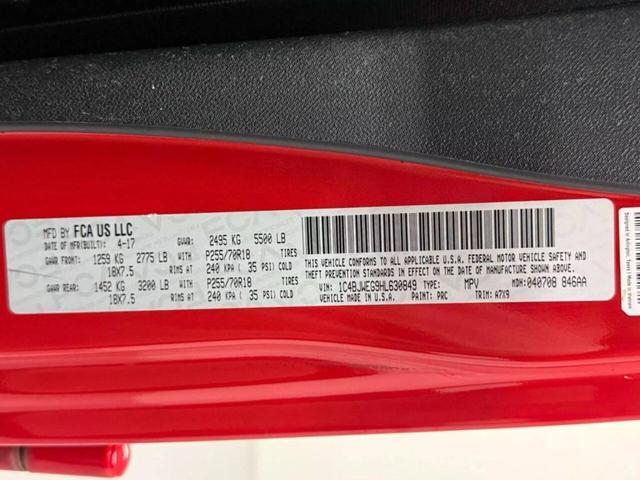 MFD BY FCA US LLC
DATE OF MFR(BUILT): 4-17 GVWR: 2495 KG 5500 LB
GAWR FRONT: 1259 KG 2775 LB WITH P255/70R18 TIRES
18X7.5 RIMS AT 240 KPA ( 35 PSI) COLD
GAWR REAR: 1452 KG 3200 LB WITH P255/70R18 TIRES
18X7.5 RIMS AT 240 KPA ( 35 PSI) COLD
THIS VEHICLE CONFORMS TO ALL APPLICABLE U.S.A. FEDERAL MOTOR VEHICLE SAFETY
AND THEFT PREVENTION STANDARDS IN EFFECT ON THE DATE OF MANUFACTURE SHOWN ABOVE.
VIN: 1C4BJWEG9HL630849 TYPE: MPV MDH: 040708 846AA
VEHICLE MADE IN U.S.A. PAINT: PRC TRIM: A7X9